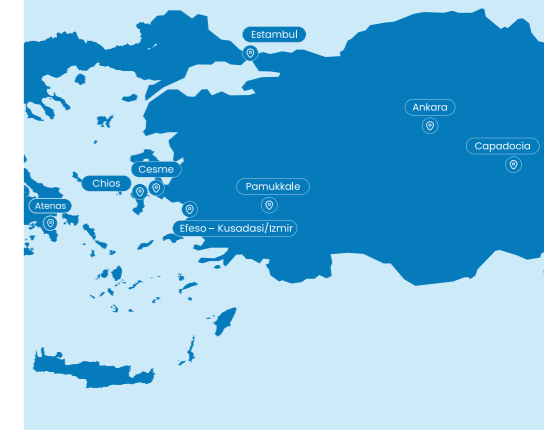 Estambul
Ankara
Capadocia
Cesme
Chios
Pamukkale
Atenas
Efeso – Kusadasi/Izmir